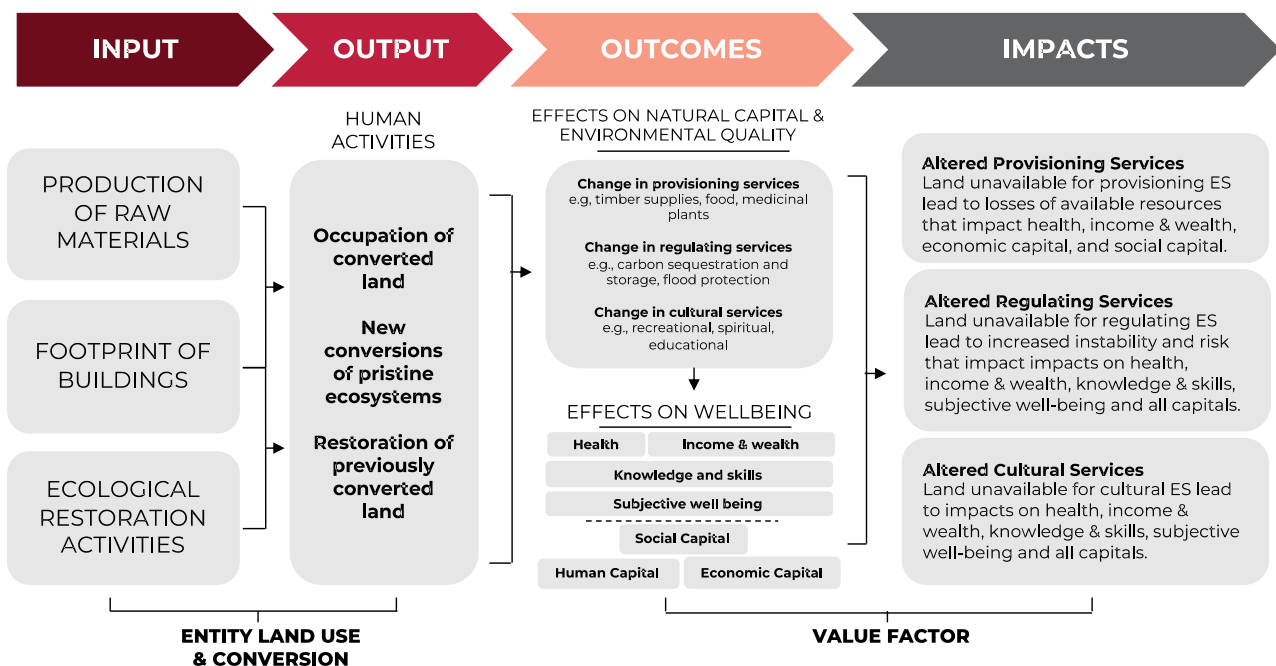 INPUT
OUTPUT
OUTCOMES
IMPACTS
PRODUCTION
OF RAW
MATERIALS
FOOTPRINT OF
BUILDINGS
ECOLOGICAL
RESTORATION
ACTIVITIES
HUMAN
ACTIVITIES
Occupation of
converted
land
New
conversions
of pristine
ecosystems
Restoration of
previously
converted
land
EFFECTS ON NATURAL CAPITAL &
ENVIRONMENTAL QUALITY
Change in provisioning services
e.g, timber supplies, food, medicinal
plants
Change in regulating services
e.g., carbon sequestration and
storage, flood protection
Change in cultural services
e.g., recreational, spiritual,
educational
EFFECTS ON WELLBEING
Health
Income & wealth
Knowledge and skills
Subjective well being
Social Capital
Human Capital
Economic Capital
Altered Provisioning Services
Land unavailable for provisioning ES
lead to losses of available resources
that impact health, income & wealth,
economic capital, and social capital.
Altered Regulating Services
Land unavailable for regulating ES
lead to increased instability and risk
that impact impacts on health,
income & wealth, knowledge & skills,
subjective well-being and all capitals.
Altered Cultural Services
Land unavailable for cultural ES lead
to impacts on health, income &
wealth, knowledge & skills, subjective
well-being and all capitals.
ENTITY LAND USE
& CONVERSION
VALUE FACTOR